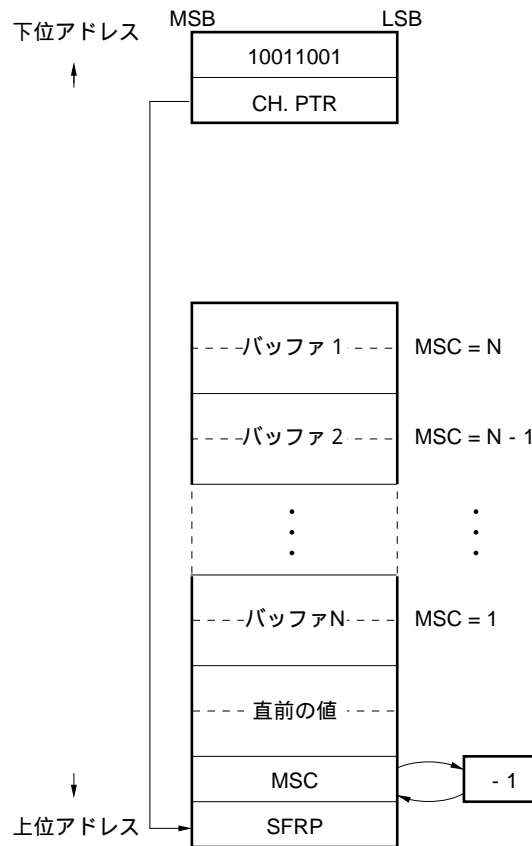 MSB LSB
下位アドレス
10011001
CH. PTR
バッファ 1 MSC = N
バッファ 2 MSC = N - 1
バッファN MSC = 1
直前の値
MSC - 1
上位アドレス SFRP